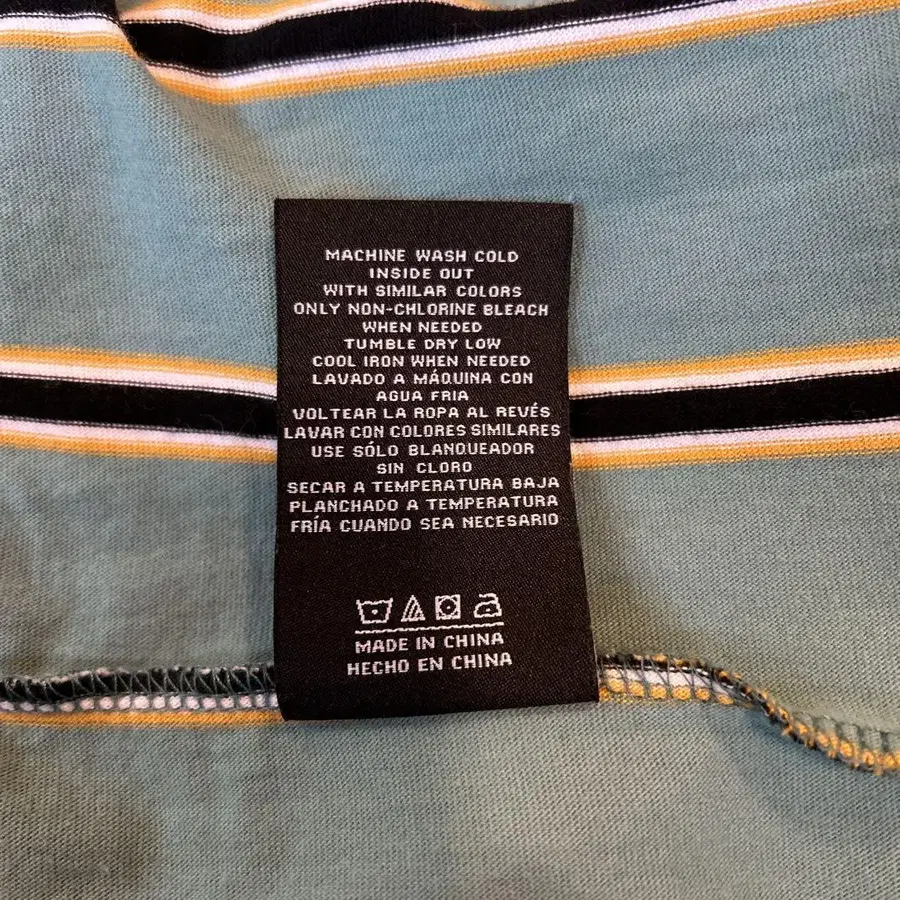 MACHINE WASH COLD
INSIDE OUT
WITH SIMILAR COLORS
ONLY NON-CHLORINE BLEACH
WHEN NEEDED
TUMBLE DRY LOW
COOL IRON WHEN NEEDED
LAVADO A MÁQUINA CON
AGUA FRIA
VOLTEAR LA ROPA AL REVÉS
LAVAR CON COLORES SIMILARES
USE SÓLO BLANQUEADOR
SIN CLORO
SECAR A TEMPERATURA BAJA
PLANCHADO A TEMPERATURA
FRÍA CUANDO SEA NECESARIO
MADE IN CHINA
HECHO EN CHINA